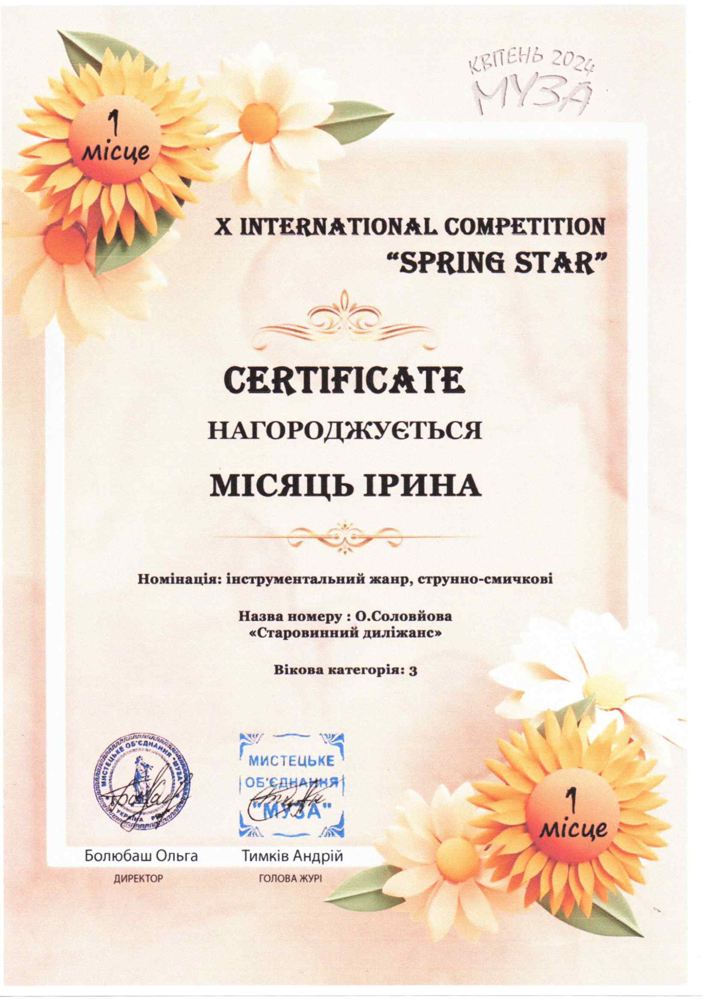 КВІТЕНЬ 2024
МУЗА
1
місце
X INTERNATIONAL COMPETITION
“SPRING STAR”
CERTIFICATE
НАГОРОДЖУЄТЬСЯ
МІСЯЦЬ ІРИНА
Номінація: інструментальний жанр, струнно-смичкові
Назва номеру : О.Соловйова
«Старовинний диліжанс»
Вікова категорія: 3
МИСТЕЦЬКЕ ОБ'ЄДНАННЯ "МУЗА"
УКРАЇНА РІВНЕ
МИСТЕЦЬКЕ
ОБ'ЄДНАННЯ
"МУЗА"
1
місце
Болюбаш Ольга
ДИРЕКТОР
Тимків Андрій
ГОЛОВА ЖУРІ